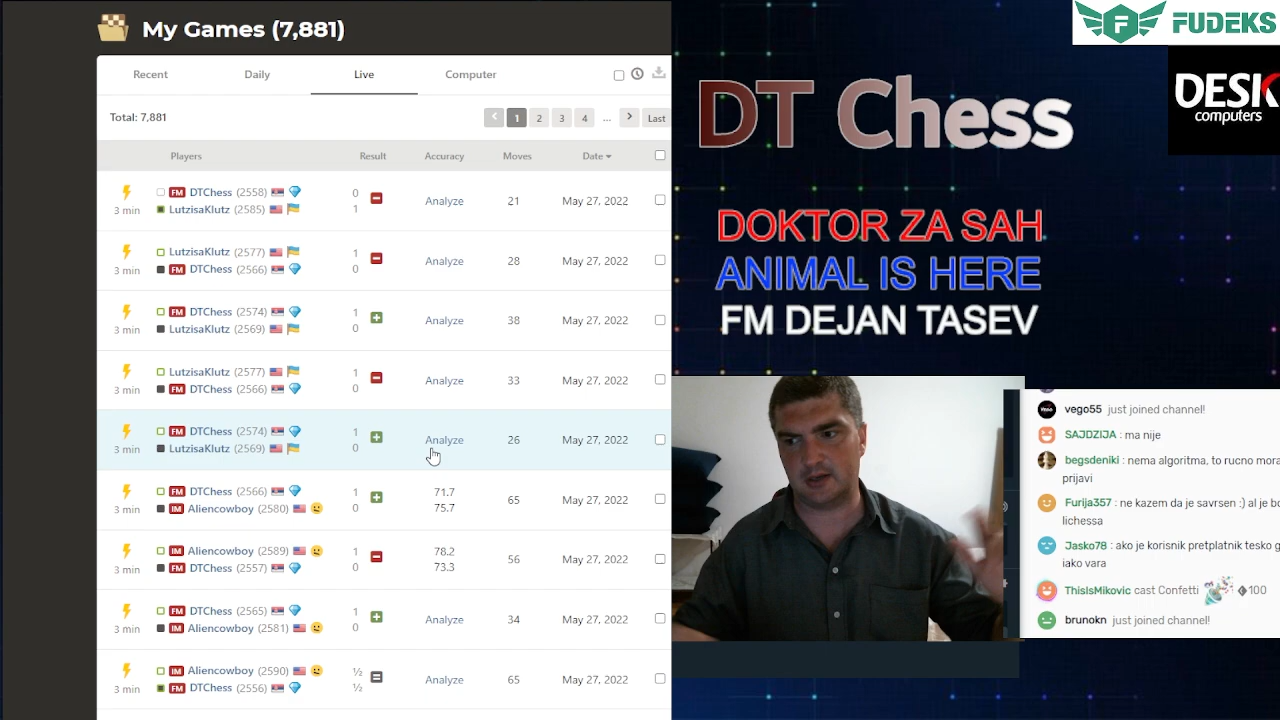 My Games (7,881)
Recent Daily Live Computer
Total: 7,881
1 2 3 4 ... Last
Players Result Accuracy Moves Date
FM DTChess (2558) 0
LutzisaKlutz (2585) 1
3 min Analyze 21 May 27, 2022
LutzisaKlutz (2577) 1
FM DTChess (2566) 0
3 min Analyze 28 May 27, 2022
FM DTChess (2574) 1
LutzisaKlutz (2569) 0
3 min Analyze 38 May 27, 2022
LutzisaKlutz (2577) 1
FM DTChess (2566) 0
3 min Analyze 33 May 27, 2022
FM DTChess (2574) 1
LutzisaKlutz (2569) 0
3 min Analyze 26 May 27, 2022
FM DTChess (2566) 1 71.7
IM Aliencowboy (2580) 0 75.7
3 min 65 May 27, 2022
IM Aliencowboy (2589) 1 78.2
FM DTChess (2557) 0 73.3
3 min 56 May 27, 2022
FM DTChess (2565) 1
IM Aliencowboy (2581) 0
3 min Analyze 34 May 27, 2022
IM Aliencowboy (2590) ½
FM DTChess (2556) ½
3 min Analyze 65 May 27, 2022
F FUDEKS
DESK
computers
DT Chess
DOKTOR ZA SAH
ANIMAL IS HERE
FM DEJAN TASEV
vego55 just joined channel!
SAJDZIJA : ma nije
begsdeniki : nema algoritma, to rucno mora
prijavi
Furija357 : ne kazem da je savrsen :) al je bo
lichessa
Jasko78 : ako je korisnik pretplatnik tesko g
iako vara
ThisIsMikovic cast Confetti 100
brunokn just joined channel!